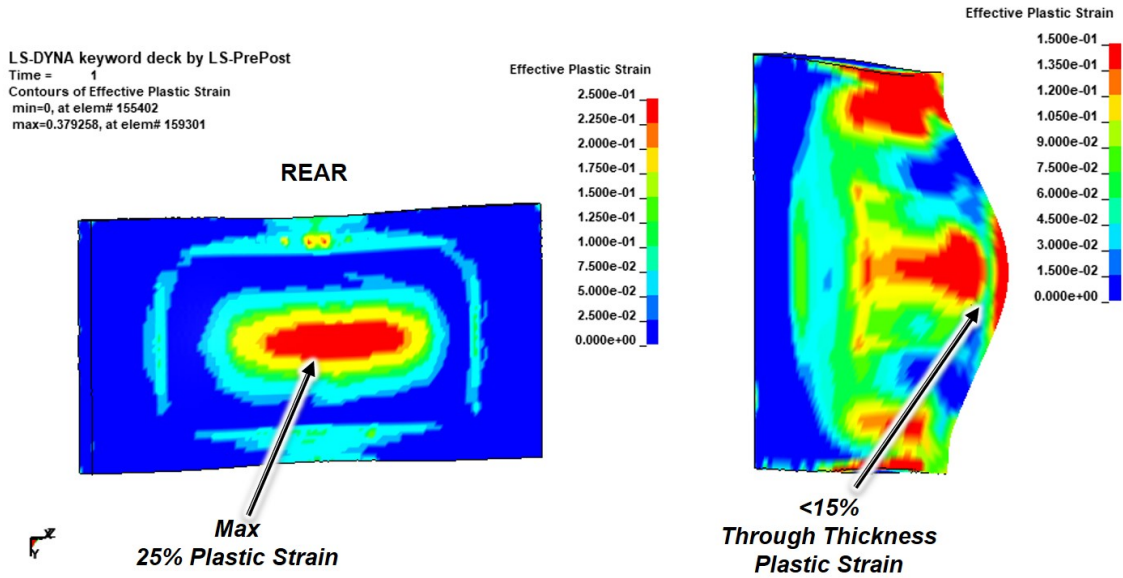 LS-DYNA keyword deck by LS-PrePost
Time = 1
Contours of Effective Plastic Strain
min=0, at elem# 155402
max=0.379258, at elem# 159301
REAR
Effective Plastic Strain
2.500e-01
2.250e-01
2.000e-01
1.750e-01
1.500e-01
1.250e-01
1.000e-01
7.500e-02
5.000e-02
2.500e-02
0.000e+00
Max
25% Plastic Strain
Effective Plastic Strain
1.500e-01
1.350e-01
1.200e-01
1.050e-01
9.000e-02
7.500e-02
6.000e-02
4.500e-02
3.000e-02
1.500e-02
0.000e+00
<15%
Through Thickness
Plastic Strain
Y